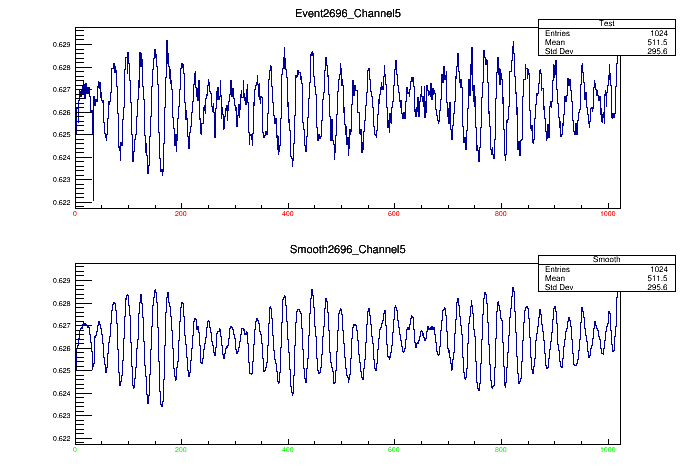 Event2696_Channel5
Test
Entries 1024
Mean 511.5
Std Dev 295.6
0.629
0.628
0.627
0.626
0.625
0.624
0.623
0.622
0 200 400 600 800 1000
Smooth2696_Channel5
Smooth
Entries 1024
Mean 511.5
Std Dev 295.6
0.629
0.628
0.627
0.626
0.625
0.624
0.623
0.622
0 200 400 600 800 1000